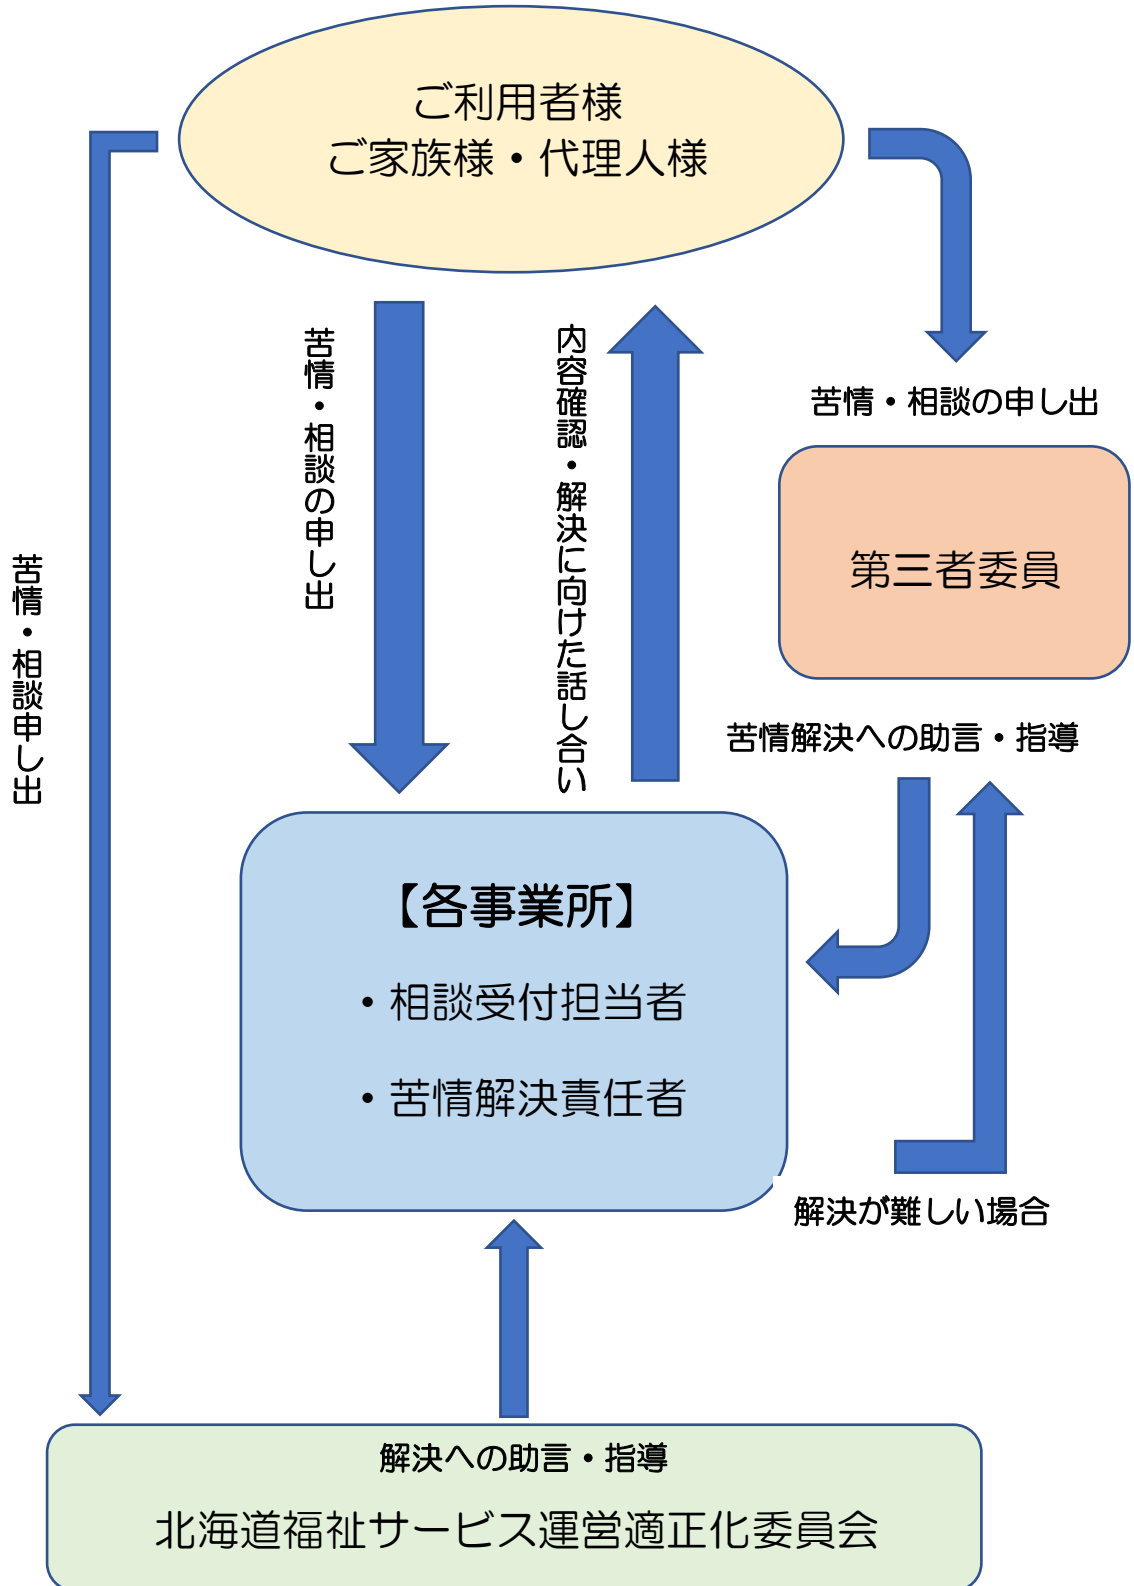 ご利用者様
ご家族様・代理人様
苦情・相談の申し出
内容確認・解決に向けた話し合い
苦情・相談の申し出
第三者委員
苦情・相談申し出
苦情解決への助言・指導
【各事業所】
・相談受付担当者
・苦情解決責任者
解決が難しい場合
解決への助言・指導
北海道福祉サービス運営適正化委員会